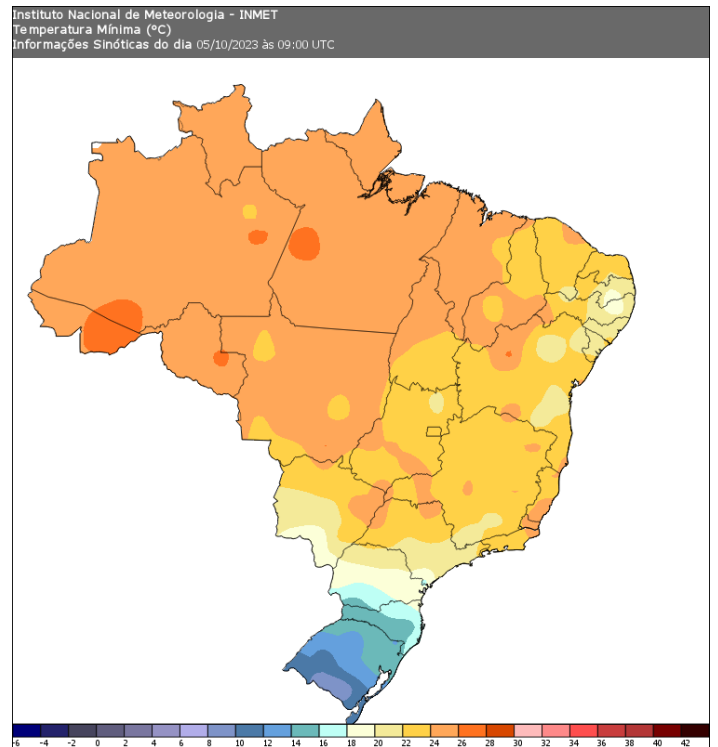 Instituto Nacional de Meteorologia - INMET
Temperatura Mínima (°C)
Informações Sinóticas do dia 05/10/2023 às 09:00 UTC
-6 -4 -2 0 2 4 6 8 10 12 14 16 18 20 22 24 26 28 30 32 34 36 38 40 42